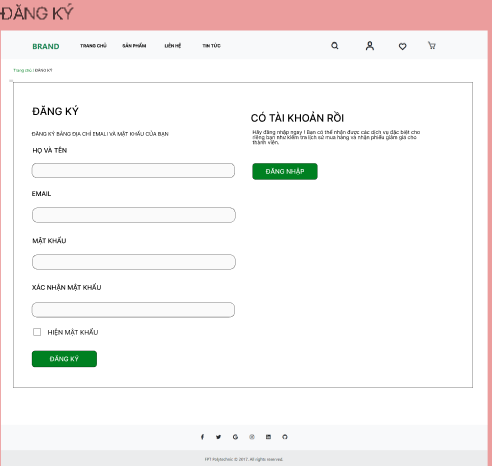 ĐĂNG KÝ
BRAND TRANG CHỦ SẢN PHẨM LIÊN HỆ TIN TỨC
Trang chủ / ĐĂNG KÝ
ĐĂNG KÝ
ĐĂNG KÝ BẰNG ĐỊA CHỈ EMALI VÀ MẬT KHẨU CỦA BẠN
HỌ VÀ TÊN
EMAIL
MẬT KHẨU
XÁC NHẬN MẬT KHẨU
HIỆN MẬT KHẨU
ĐĂNG KÝ
CÓ TÀI KHOẢN RỒI
Hãy đăng nhập ngay ! Bạn có thể nhận được các dịch vụ đặc biệt cho
riêng bạn như kiểm tra lịch sử mua hàng và nhận phiếu giảm giá cho
thành viên.
ĐĂNG NHẬP
FPT Polytechnic © 2017. All rights reserved.